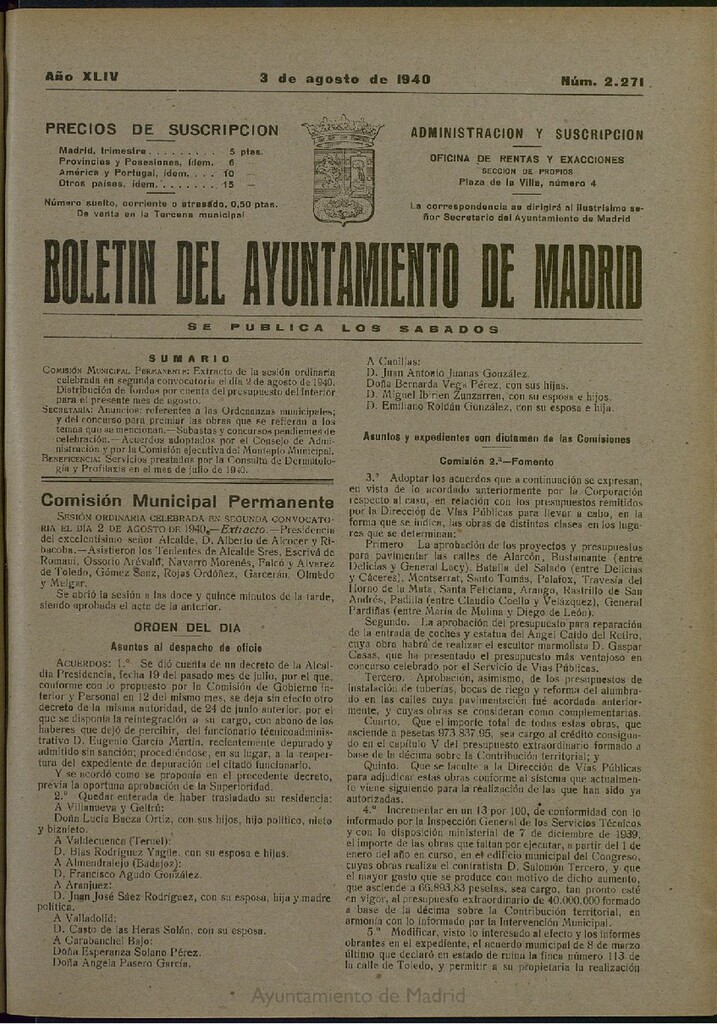 Año XLIV
3 de agosto de 1940
Núm. 2.271
PRECIOS DE SUSCRIPCION
Madrid, trimestre . . . . . . . . . 5 ptas.
Provincias y Posesiones, ídem. 6
América y Portugal, ídem. . . . 10 —
Otros países, ídem. . . . . . . . . 15 —
Número suelto, corriente o atrasado, 0,50 ptas.
De venta en la Tercena municipal
ADMINISTRACION Y SUSCRIPCION
OFICINA DE RENTAS Y EXACCIONES
SECCION DE PROPIOS
Plaza de la Villa, número 4
La correspondencia se dirigirá al ilustrísimo se-
ñor Secretario del Ayuntamiento de Madrid
BOLETIN DEL AYUNTAMIENTO DE MADRID
SE PUBLICA LOS SABADOS
SUMARIO
COMISIÓN MUNICIPAL PERMANENTE: Extracto de la sesión ordinaria
celebrada en segunda convocatoria el día 2 de agosto de 1940.
Distribución de fondos por cuenta del presupuesto del Interior
para el presente mes de agosto.
SECRETARÍA: Anuncios: referentes a las Ordenanzas municipales;
y del concurso para premiar las obras que se refieran a los
temas que se mencionan.—Subastas y concursos pendientes de
celebración.—Acuerdos adoptados por el Consejo de Admi-
nistración y por la Comisión ejecutiva del Montepío Municipal.
BENEFICENCIA: Servicios prestados por la Consulta de Dermatolo-
gía y Profilaxis en el mes de julio de 1940.
Comisión Municipal Permanente
SESIÓN ORDINARIA CELEBRADA EN SEGUNDA CONVOCATO-
RIA EL DÍA 2 DE AGOSTO DE 1940.—Extracto.—Presidencia
del excelentísimo señor Alcalde, D. Alberto de Alcocer y Ri-
bacoba.—Asistieron los Tenientes de Alcalde Sres. Escrivá de
Romaní, Ossorio Arévalo, Navarro Morenés, Falcó y Alvarez
de Toledo, Gómez Sanz, Rojas Ordóñez, Garcerán, Olmedo
y Melgar.
Se abrió la sesión a las doce y quince minutos de la tarde,
siendo aprobada el acta de la anterior.
ORDEN DEL DIA
Asuntos al despacho de oficio
ACUERDOS: 1.º Se dió cuenta de un decreto de la Alcal-
día Presidencia, fecha 19 del pasado mes de julio, por el que,
conforme con lo propuesto por la Comisión de Gobierno in-
terior y Personal en 12 del mismo mes, se deja sin efecto otro
decreto de la misma autoridad, de 24 de junio anterior, por el
que se disponía la reintegración a su cargo, con abono de los
haberes que dejó de percibir, del funcionario técnicoadminis-
trativo D. Eugenio García Martín, recientemente depurado y
admitido sin sanción; procediéndose, en su lugar, a la reaper-
tura del expediente de depuración del citado funcionario.
Y se acordó como se proponía en el precedente decreto,
previa la oportuna aprobación de la Superioridad.
2.º Quedar enterada de haber trasladado su residencia:
A Villanueva y Geltrú:
Doña Lucía Baeza Ortiz, con sus hijos, hijo político, nieto
y biznieto.
A Valdecuenca (Teruel):
D. Blas Rodríguez Yagüe, con su esposa e hijas.
A Almendralejo (Badajoz):
D. Francisco Agudo Golán.
A Aranjuez:
D. Juan José Sáez Rodríguez, con su esposa, hija y madre
política.
A Valladolid:
D. Casto de las Heras Solón, con su esposa.
A Carabanchel Bajo:
Doña Esperanza Solano Pérez.
Doña Angela Pasero García.
A Canillas:
D. Juan Antonio Juanas González.
Doña Bernarda Vega Pérez, con sus hijos.
D. Miguel Ibirien Zunzarren, con su esposa e hijos.
D. Emiliano Roldán González, con su esposa e hija.
Asuntos y expedientes con dictamen de las Comisiones
Comisión 2.ª—Fomento
3.º Adoptar los acuerdos que a continuación se expresan,
en vista de lo acordado anteriormente por la Corporación
respecto al caso, en relación con los presupuestos remitidos
por la Dirección de Vías Públicas para llevar a cabo, en la
forma que se indica, las obras de distintas clases en los luga-
res que se determinan:
Primero. La aprobación de los proyectos y presupuestos
para pavimentar las calles de Alarcón, Bustamante (entre
Delicias y General Lacy), Batalla del Salado (entre Delicias
y Cáceres), Montserrat, Santo Tomás, Palafox, Travesía del
Horno de la Mata, Santa Feliciana, Arango, Rastrillo de San
Andrés, Padilla (entre Claudio Coello y Velázquez), General
Pardiñas (entre María de Molina y Diego de León).
Segundo. La aprobación del presupuesto para reparación
de la entrada de coches y estatua del Angel Caído del Retiro,
cuya obra habrá de realizar el escultor marmolista D. Gaspar
Casas, que ha presentado el presupuesto más ventajoso en
concurso celebrado por el Servicio de Vías Públicas.
Tercero. Aprobación, asimismo, de los presupuestos de
instalación de tuberías, bocas de riego y reforma del alumbra-
do en las calles cuya pavimentación fué acordada anteriormen-
te, y cuyas obras se consideran como complementarias.
Cuarto. Que el importe total de todas estas obras, que
asciende a pesetas 973.837,95, sea cargo al crédito consigna-
do en el capítulo V del presupuesto extraordinario formado a
base de la décima sobre la Contribución territorial; y
Quinto. Que se faculte a la Dirección de Vías Públicas
para adjudicar estas obras conforme al sistema que actualmen-
te viene siguiendo para la realización de las que han sido ya
autorizadas.
4.º Incrementar en un 13 por 100, de conformidad con lo
informado por la Inspección General de los Servicios Técnicos
y con la disposición ministerial de 7 de diciembre de 1939,
el importe de las obras que faltan por ejecutar, a partir del 1 de
enero del año en curso, en el edificio municipal del Congreso,
cuyas obras realiza el contratista D. Salomón Tercero, y que
el mayor gasto que se produce con motivo de dicho aumento,
que asciende a 66.893,83 pesetas, sea cargo, tan pronto esté
en vigor, al presupuesto extraordinario de 40.000.000 formado
a base de la décima sobre la Contribución territorial, en
armonía con lo informado por la Intervención Municipal.
5.º Modificar, visto lo interesado al efecto y los informes
obrantes en el expediente, el acuerdo municipal de 8 de marzo
último que declaró en estado de ruina la finca número 113 de
la calle de Toledo, y permitir a su propietaria la realización
Ayuntamiento de Madrid